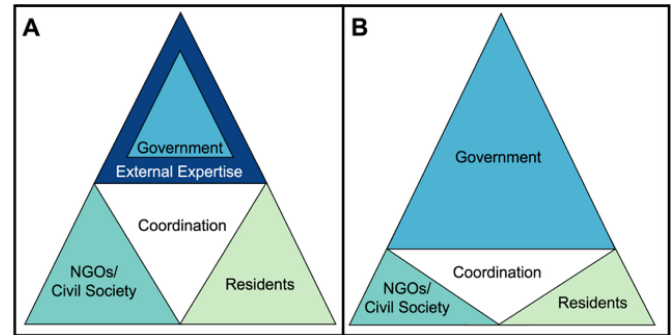 A
Government
External Expertise
Coordination
NGOs/
Civil Society
Residents
B
Government
Coordination
NGOs/
Civil Society
Residents